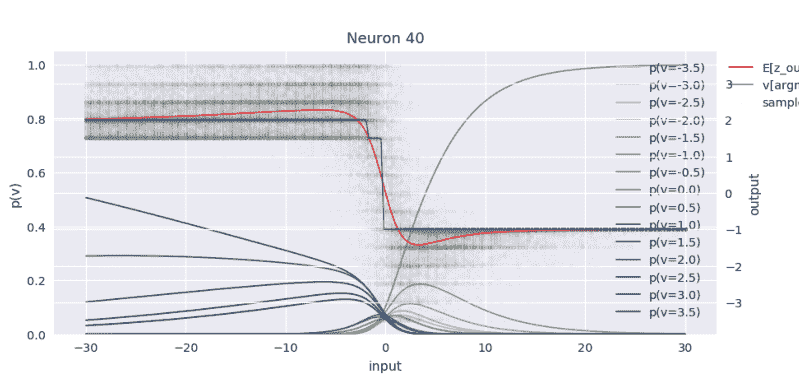 Neuron 40
p(v=-3.5)
p(v=-3.0)
p(v=-2.5)
p(v=-2.0)
p(v=-1.5)
p(v=-1.0)
p(v=-0.5)
p(v=0.0)
p(v=0.5)
p(v=1.0)
p(v=1.5)
p(v=2.0)
p(v=2.5)
p(v=3.0)
p(v=3.5)
E[z_ou
v[argr
sample
1.0
0.8
0.6
0.4
0.2
0.0
p(v)
3
2
1
0
−1
−2
−3
output
−30 −20 −10 0 10 20 30
input